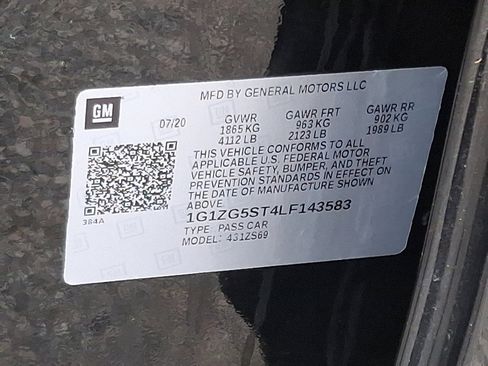 MFD BY GENERAL MOTORS LLC
GM
07/20
GVWR GAWR FRT GAWR RR
1865 KG 963 KG 902 KG
4112 LB 2123 LB 1989 LB
THIS VEHICLE CONFORMS TO ALL
APPLICABLE U.S. FEDERAL MOTOR
VEHICLE SAFETY, BUMPER, AND THEFT
PREVENTION STANDARDS IN EFFECT ON
THE DATE OF MANUFACTURE SHOWN
ABOVE
384A
1G1ZG5ST4LF143583
TYPE: PASS CAR
MODEL: 431ZS69